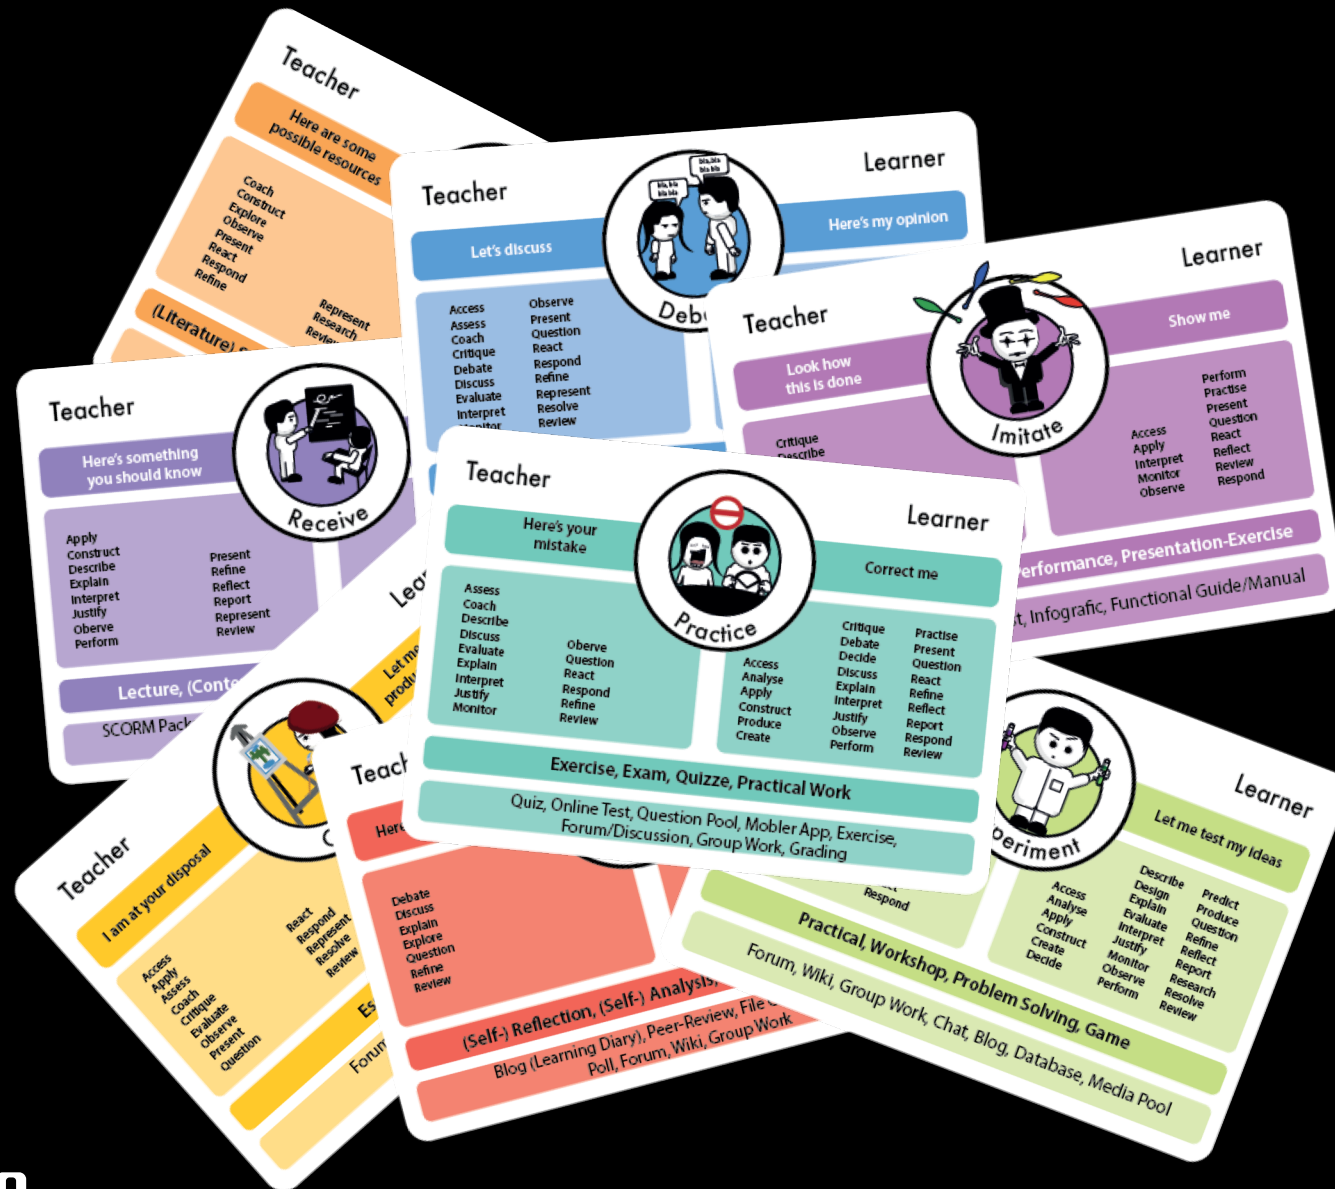 Teacher
Here are some
possible resources
Coach
Construct
Explore
Observe
Present
React
Respond
Refine
Represent
Research
(Literature)
Teacher
Learner
bla, bla
bla bla
bla, bla
bla bla
Let's discuss
Here's my opinion
Access
Assess
Coach
Critique
Debate
Discuss
Evaluate
Interpret
Observe
Present
Question
React
Respond
Refine
Represent
Resolve
Review
Teacher
Learner
Look how
this is done
Show me
Imitate
Critique
Access
Apply
Interpret
Monitor
Observe
Perform
Practise
Present
Question
React
Reflect
Review
Respond
Performance, Presentation-Exercise
Infografic, Functional Guide/Manual
Teacher
Here's something
you should know
Receive
Apply
Construct
Describe
Explain
Interpret
Justify
Oberve
Perform
Present
Refine
Reflect
Report
Represent
Review
Lecture,
SCORM
Teacher
Learner
Here's your
mistake
Correct me
Practice
Assess
Coach
Describe
Discuss
Evaluate
Explain
Interpret
Justify
Monitor
Oberve
Question
React
Respond
Refine
Review
Access
Analyse
Apply
Construct
Produce
Create
Critique
Debate
Decide
Discuss
Explain
Interpret
Justify
Observe
Perform
Practise
Present
Question
React
Refine
Reflect
Report
Respond
Review
Exercise, Exam, Quizze, Practical Work
Quiz, Online Test, Question Pool, Mobler App, Exercise,
Forum/Discussion, Group Work, Grading
Teacher
I am at your disposal
Let me
Access
Apply
Assess
Coach
Critique
Evaluate
Observe
Present
Question
React
Respond
Represent
Resolve
Review
Forum
Debate
Discuss
Explain
Explore
Question
Refine
Review
(Self-) Reflection, (Self-) Analysis,
Blog (Learning Diary), Peer-Review, File
Poll, Forum, Wiki, Group Work
Learner
Let me test my ideas
Respond
Access
Analyse
Apply
Construct
Create
Decide
Describe
Design
Explain
Evaluate
Interpret
Justify
Monitor
Observe
Perform
Predict
Produce
Question
Refine
Reflect
Report
Research
Resolve
Review
Practical, Workshop, Problem Solving, Game
Forum, Wiki, Group Work, Chat, Blog, Database, Media Pool